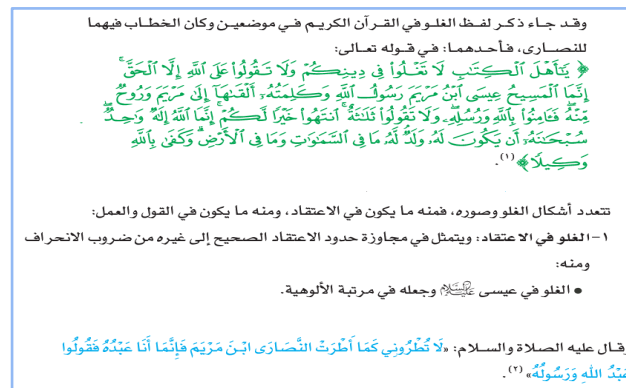 وقد جاء ذكر لفظ الغلو في القرآن الكريم في موضعين وكان الخطاب فيهما
للنصارى، فأحدهما: في قوله تعالى:
﴿ يَٰٓأَهۡلَ ٱلۡكِتَٰبِ لَا تَغۡلُواْ فِي دِينِكُمۡ وَلَا تَقُولُواْ عَلَى ٱللَّهِ إِلَّا ٱلۡحَقَّۚ
إِنَّمَا ٱلۡمَسِيحُ عِيسَى ٱبۡنُ مَرۡيَمَ رَسُولُ ٱللَّهِ وَكَلِمَتُهُۥٓ أَلۡقَىٰهَآ إِلَىٰ مَرۡيَمَ وَرُوحٞ
مِّنۡهُۖ فَـَٔامِنُواْ بِٱللَّهِ وَرُسُلِهِۦۖ وَلَا تَقُولُواْ ثَلَٰثَةٌۚ ٱنتَهُواْ خَيۡرٗا لَّكُمۡۚ إِنَّمَا ٱللَّهُ إِلَٰهٞ وَٰحِدٞۖ
سُبۡحَٰنَهُۥٓ أَن يَكُونَ لَهُۥ وَلَدٞۘ لَّهُۥ مَا فِي ٱلسَّمَٰوَٰتِ وَمَا فِي ٱلۡأَرۡضِۗ وَكَفَىٰ بِٱللَّهِ
وَكِيلٗا ﴾(١).
تتعدد أشكال الغلو وصوره، فمنه ما يكون في الاعتقاد، ومنه ما يكون في القول والعمل:
١- الغلو في الاعتقاد: ويتمثل في مجاوزة حدود الاعتقاد الصحيح إلى غيره من ضروب الانحراف
ومنه:
• الغلو في عيسى عليه السلام وجعله في مرتبة الألوهية.
وقال عليه الصلاة والسلام: «لَا تُطْرُونِي كَمَا أَطْرَتْ النَّصَارَى ابْنَ مَرْيَمَ فَإِنَّمَا أَنَا عَبْدُهُ فَقُولُوا
عَبْدُ اللهِ وَرَسُولُهُ» (٢).